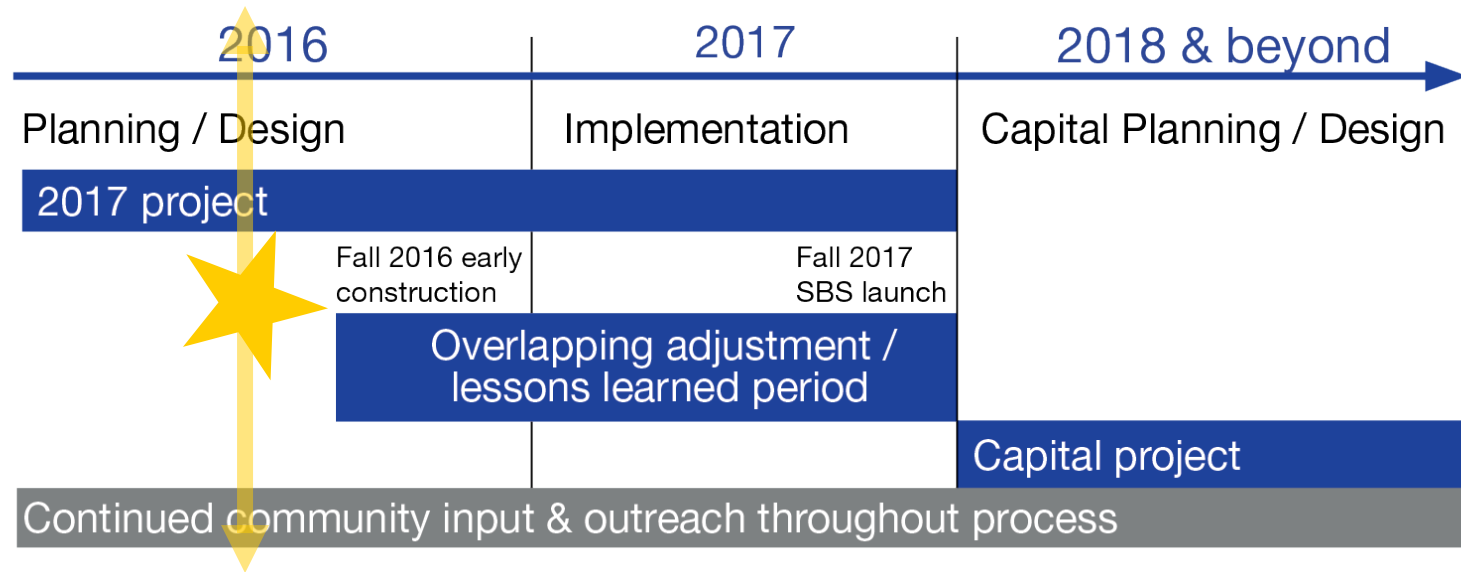 2016
2017
2018 & beyond
Planning / Design
Implementation
Capital Planning / Design
2017 project
Fall 2016 early
construction
Fall 2017
SBS launch
Overlapping adjustment /
lessons learned period
Capital project
Continued community input & outreach throughout process